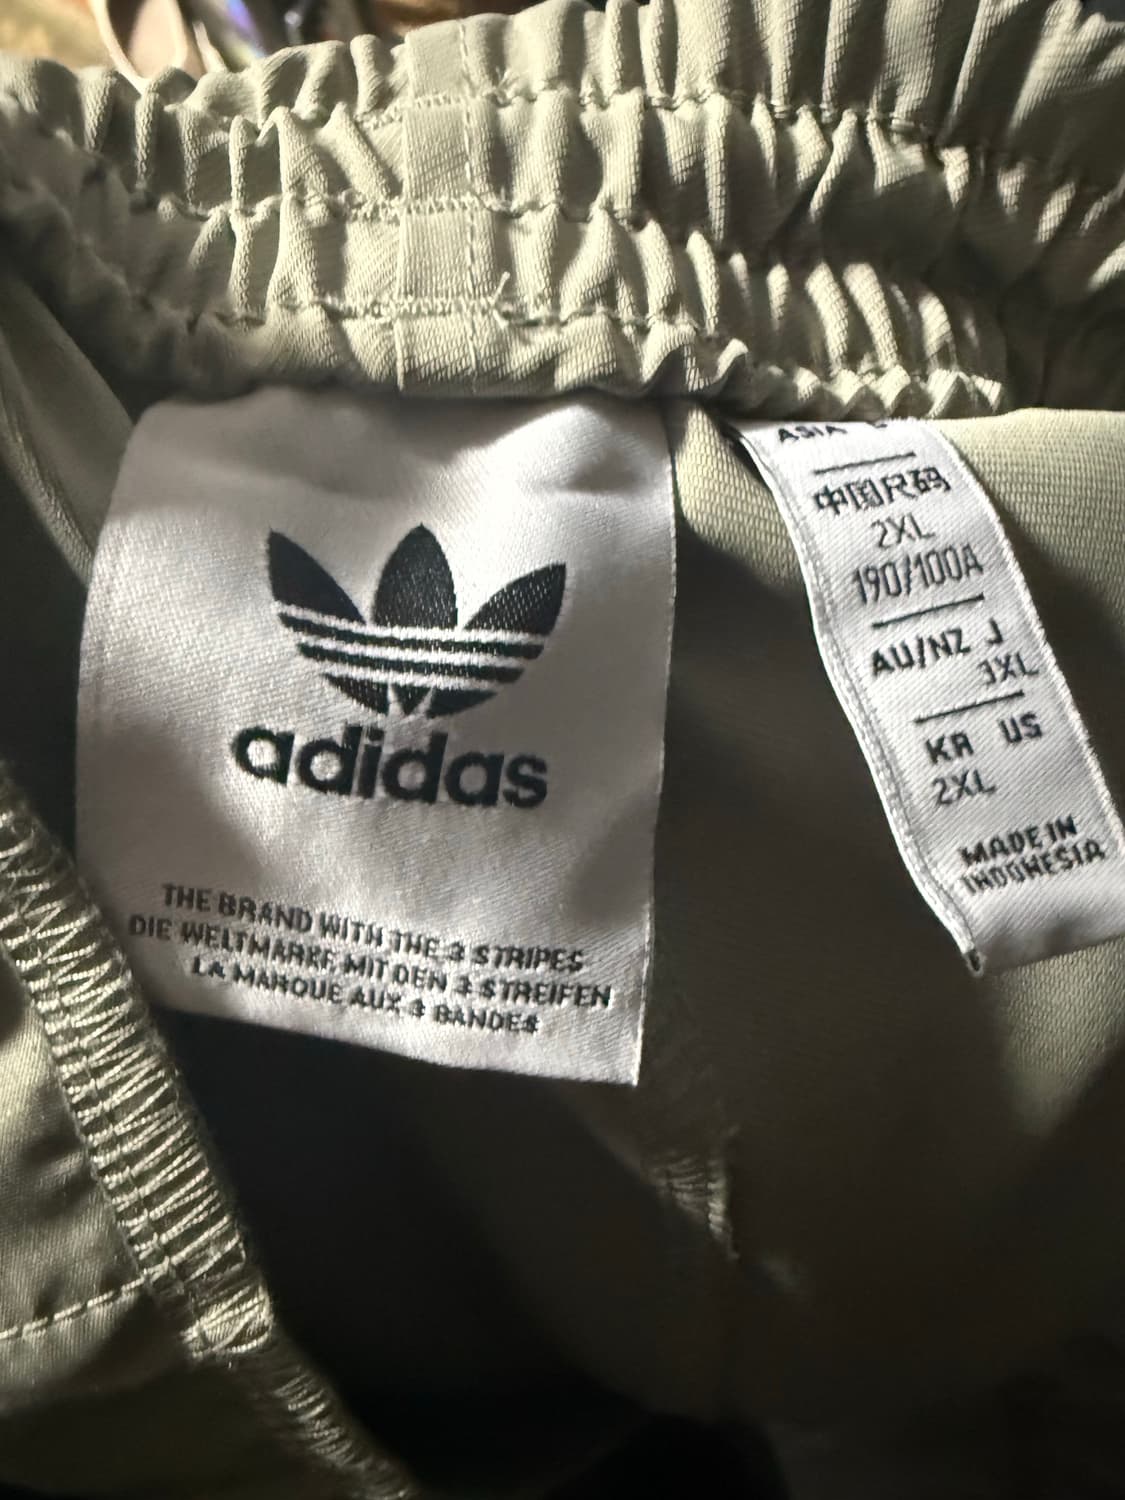 adidas
THE BRAND WITH THE 3 STRIPES
DIE WELTMARKE MIT DEN 3 STREIFEN
LA MARQUE AUX 3 BANDES
ASIA
中国尺码
2XL
190/100A
AU/NZ J
3XL
KR US
2XL
MADE IN
INDONESIA